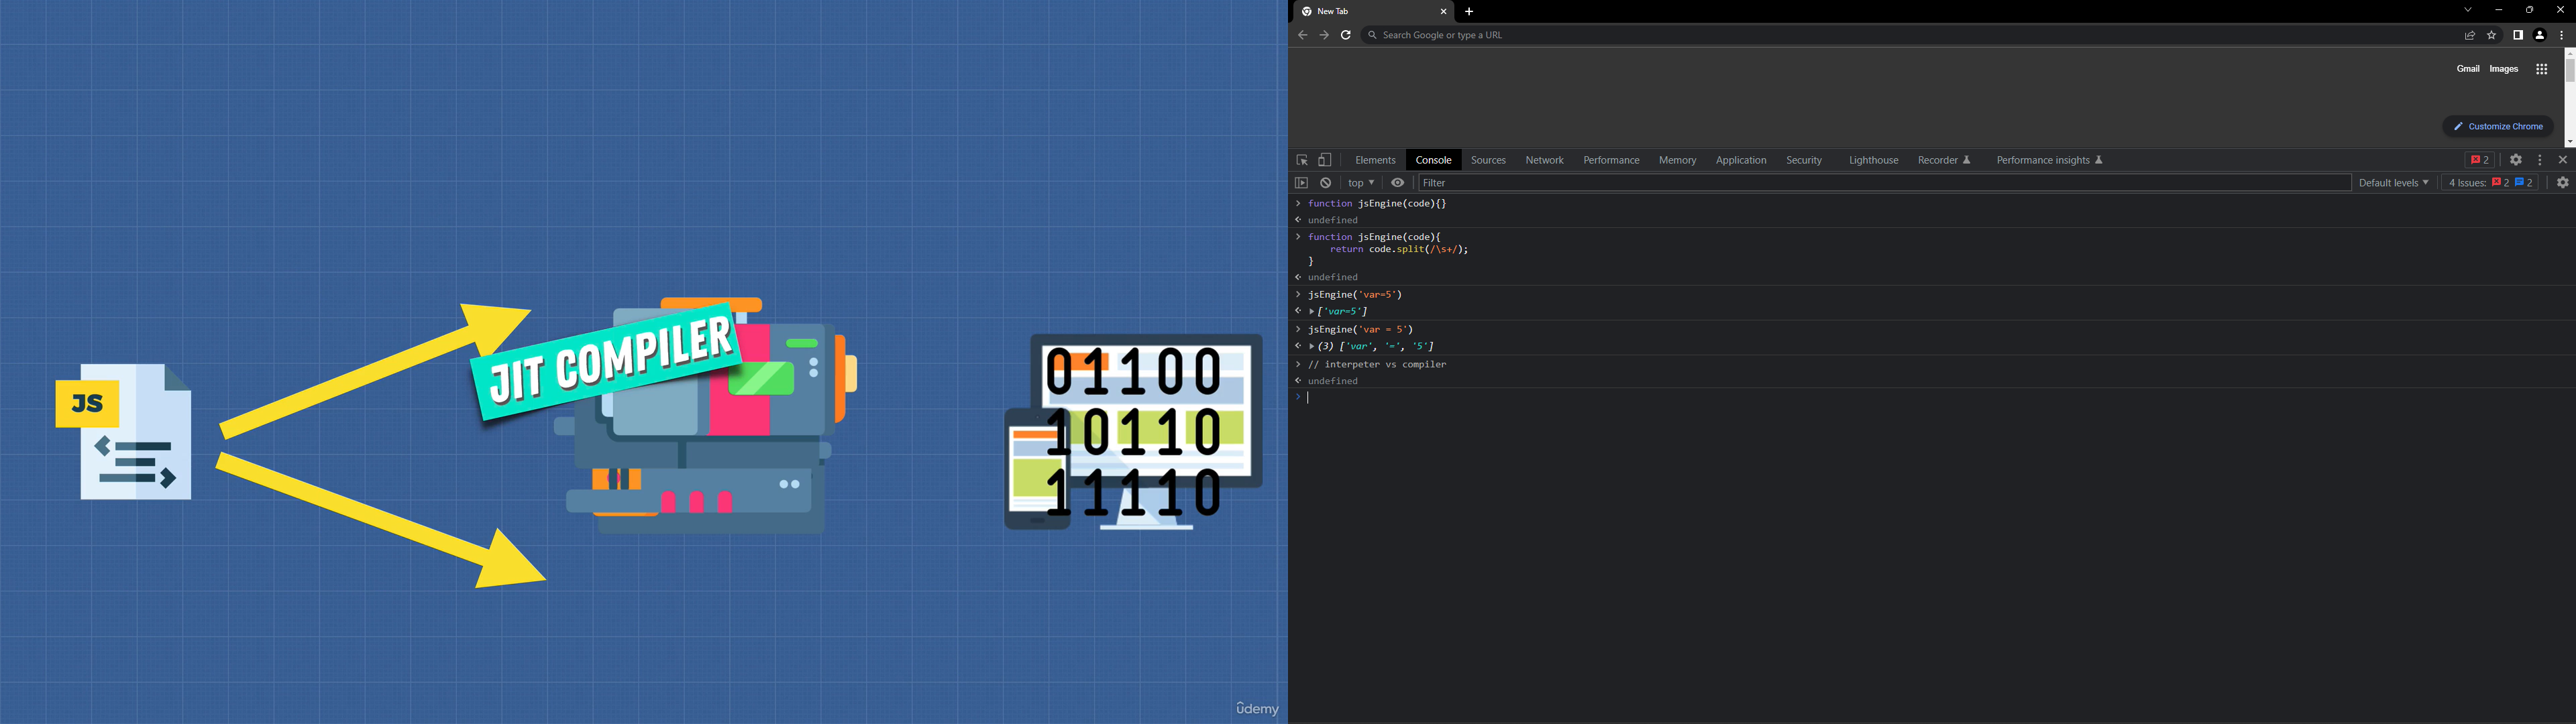 JS
JIT COMPILER
01100
10110
11110
ûdemy
New Tab
Search Google or type a URL
Gmail Images
Customize Chrome
Elements Console Sources Network Performance Memory Application Security Lighthouse Recorder Performance insights 2
top Filter Default levels 4 Issues: 2 2
function jsEngine(code){}
undefined
function jsEngine(code){
return code.split(/\s+/);
}
undefined
jsEngine('var=5')
['var=5']
jsEngine('var = 5')
(3) ['var', '=', '5']
// interpeter vs compiler
undefined